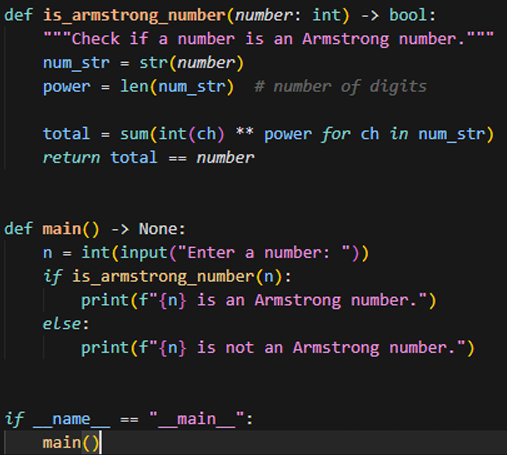 def is_armstrong_number(number: int) -> bool:
    """Check if a number is an Armstrong number."""
    num_str = str(number)
    power = len(num_str)  # number of digits

    total = sum(int(ch) ** power for ch in num_str)
    return total == number


def main() -> None:
    n = int(input("Enter a number: "))
    if is_armstrong_number(n):
        print(f"{n} is an Armstrong number.")
    else:
        print(f"{n} is not an Armstrong number.")


if __name__ == "__main__":
    main()